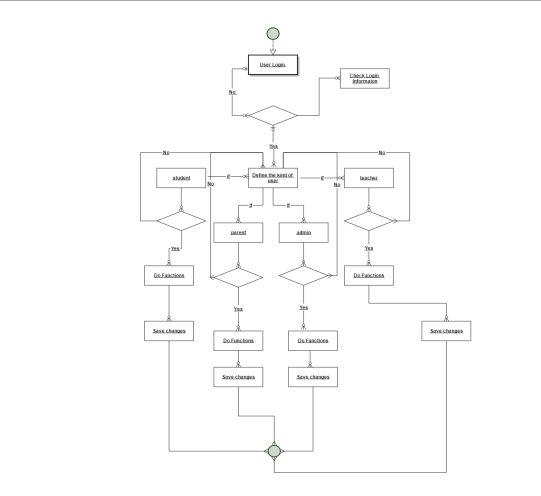 User Login
Check Login
Informaion
No
Yes
No
No
student
if
Define the kind of
user
if
teacher
No
No
if
if
parent
admin
Yes
Yes
Do Functions
Do Functions
Yes
Yes
Save changes
Save changes
Do Functions
Do Functions
Save changes
Save changes